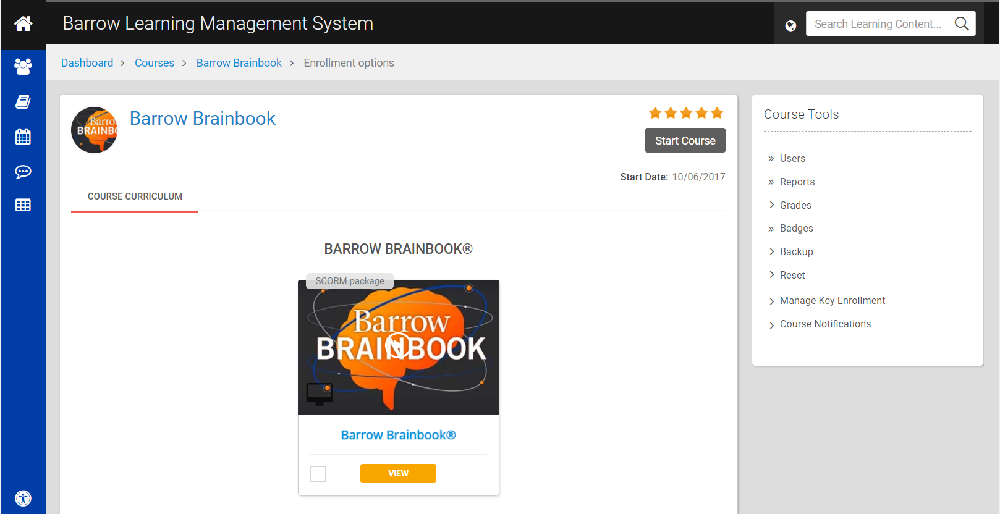 Barrow Learning Management System
Search Learning Content...
Dashboard > Courses > Barrow Brainbook > Enrollment options
Barro
BRAINBO
Barrow Brainbook
Start Course
Start Date: 10/06/2017
COURSE CURRICULUM
BARROW BRAINBOOK®
SCORM package
Barrow
BRAINBOOK
Barrow Brainbook®
VIEW
Course Tools
» Users
» Reports
> Grades
» Badges
> Backup
> Reset
> Manage Key Enrollment
> Course Notifications